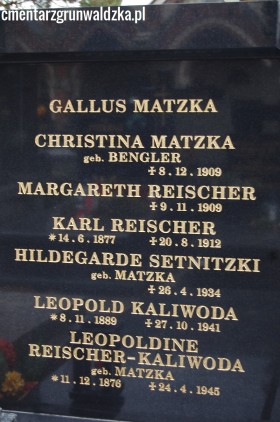 cmentarzgrunwaldzka.pl
GALLUS MATZKA
CHRISTINA MATZKA
geb. BENGLER
+8.12.1909
MARGARETH REISCHER
+9.11.1909
KARL REISCHER
*14.6.1877 +20.8.1912
HILDEGARDE SETNITZKI
geb. MATZKA
+26.4.1934
LEOPOLD KALIWODA
*8.11.1889 +27.10.1941
LEOPOLDINE
REISCHER-KALIWODA
geb. MATZKA
*11.12.1876 +24.4.1945